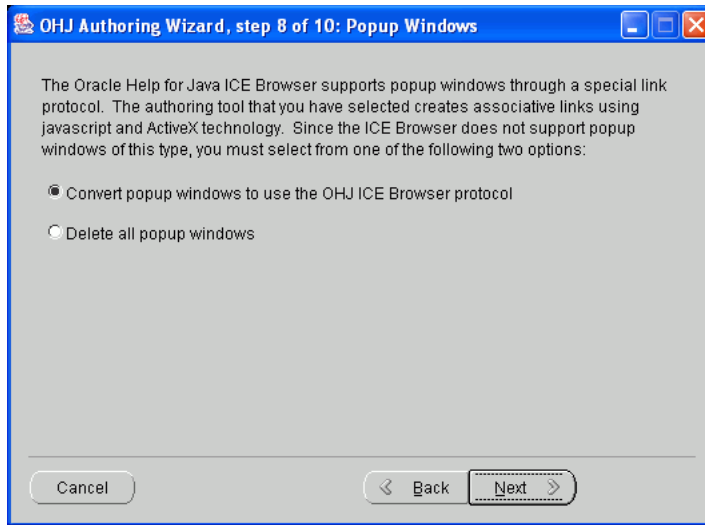 OHJ Authoring Wizard, step 8 of 10: Popup Windows
The Oracle Help for Java ICE Browser supports popup windows through a special link
protocol. The authoring tool that you have selected creates associative links using
javascript and ActiveX technology. Since the ICE Browser does not support popup
windows of this type, you must select from one of the following two options:
Convert popup windows to use the OHJ ICE Browser protocol
Delete all popup windows
Cancel Back Next